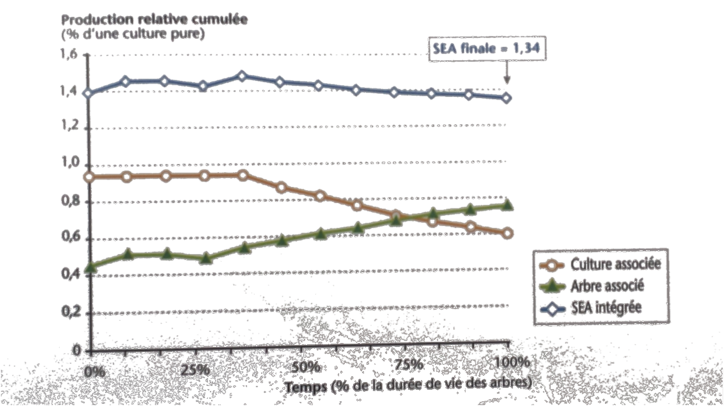 Production relative cumulée
(% d'une culture pure)
1,6
1,4
1,2
1,0
0,8
0,6
0,4
0,2
0
SEA finale = 1,34
Culture associée
Arbre associé
SEA intégrée
0% 25% 50% 75% 100%
Temps (% de la durée de vie des arbres)